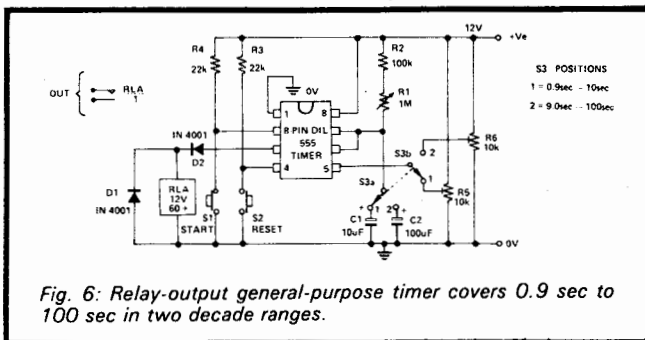 12V
+Ve
R4
22k
R3
22k
R2
100k
R1
1M
0V
OUT
RLA
1
S3 POSITIONS
1 = 0.9sec - 10sec
2 = 9.0sec - 100sec
1
8
8 PIN DIL
555
TIMER
4
5
IN 4001
D2
D1
IN 4001
RLA
12V
60 +
S1
START
S2
RESET
S3b
2
1
R6
10k
R5
10k
S3a
+
1
2
+
C1
10uF
C2
100uF
0V
Fig. 6: Relay-output general-purpose timer covers 0.9 sec to
100 sec in two decade ranges.